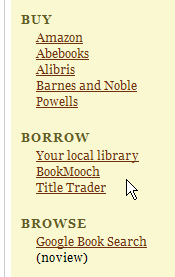 BUY
Amazon
Abebooks
Alibris
Barnes and Noble
Powells
BORROW
Your local library
BookMooch
Title Trader
BROWSE
Google Book Search
(noview)